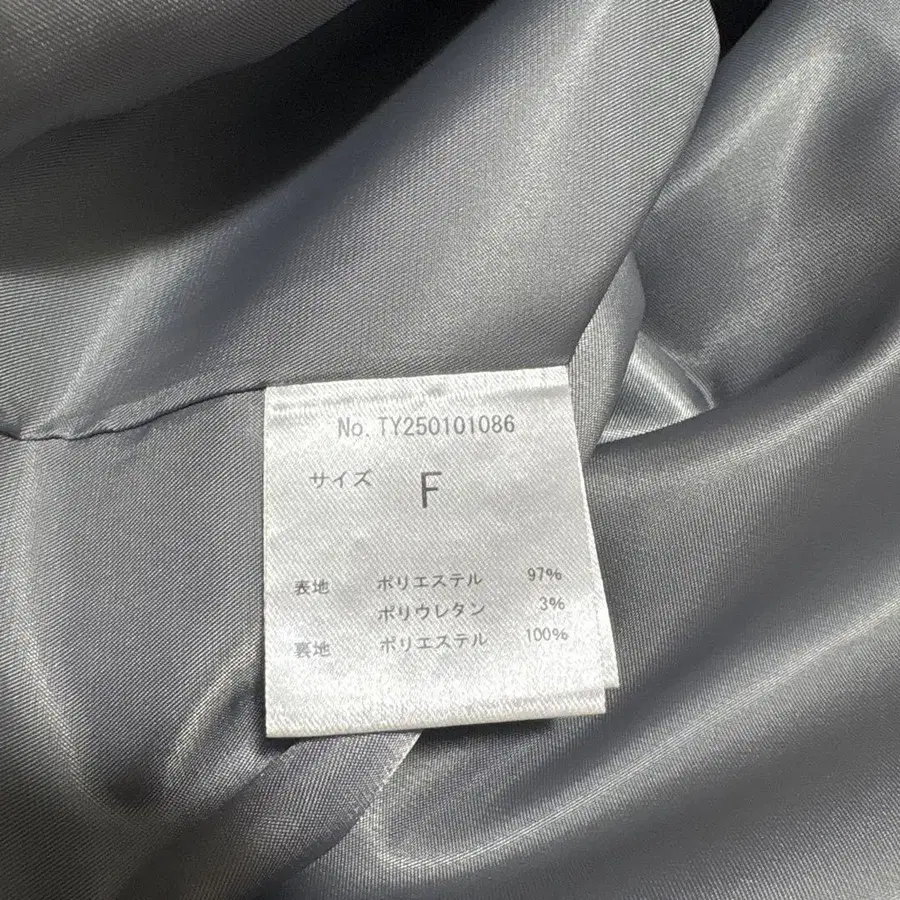 No. TY250101086
サイズ F
表地 ポリエステル 97%
ポリウレタン 3%
裏地 ポリエステル 100%